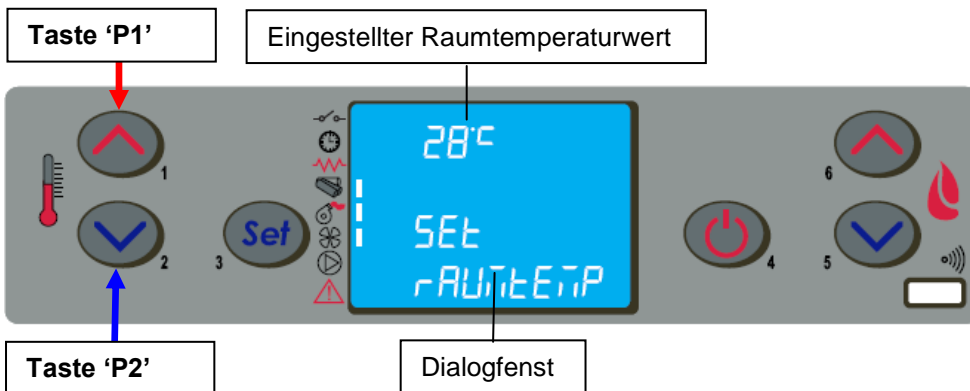 Taste ‘P1’
Eingestellter Raumtemperaturwert
28°C
1
6
Set
3
SEt
4
2
5
rAUmtEmP
Taste ‘P2’
Dialogfenst